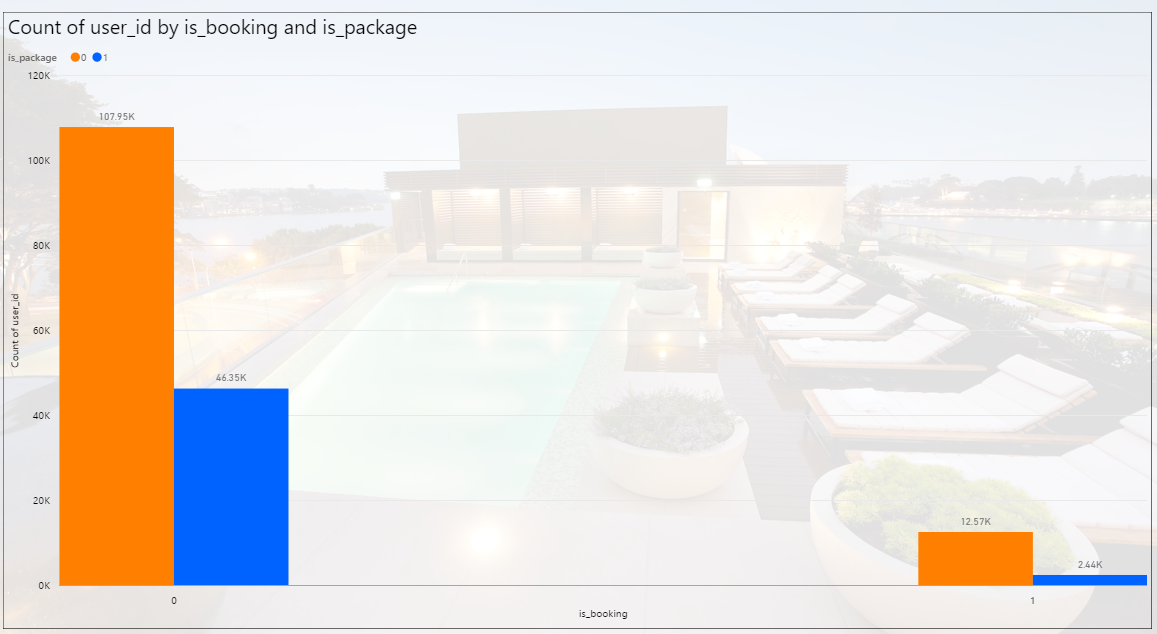 Count of user_id by is_booking and is_package
is_package 0 1
120K
107.95K
100K
80K
60K
46.35K
40K
20K
12.57K
2.44K
0K
Count of user_id
0 1
is_booking